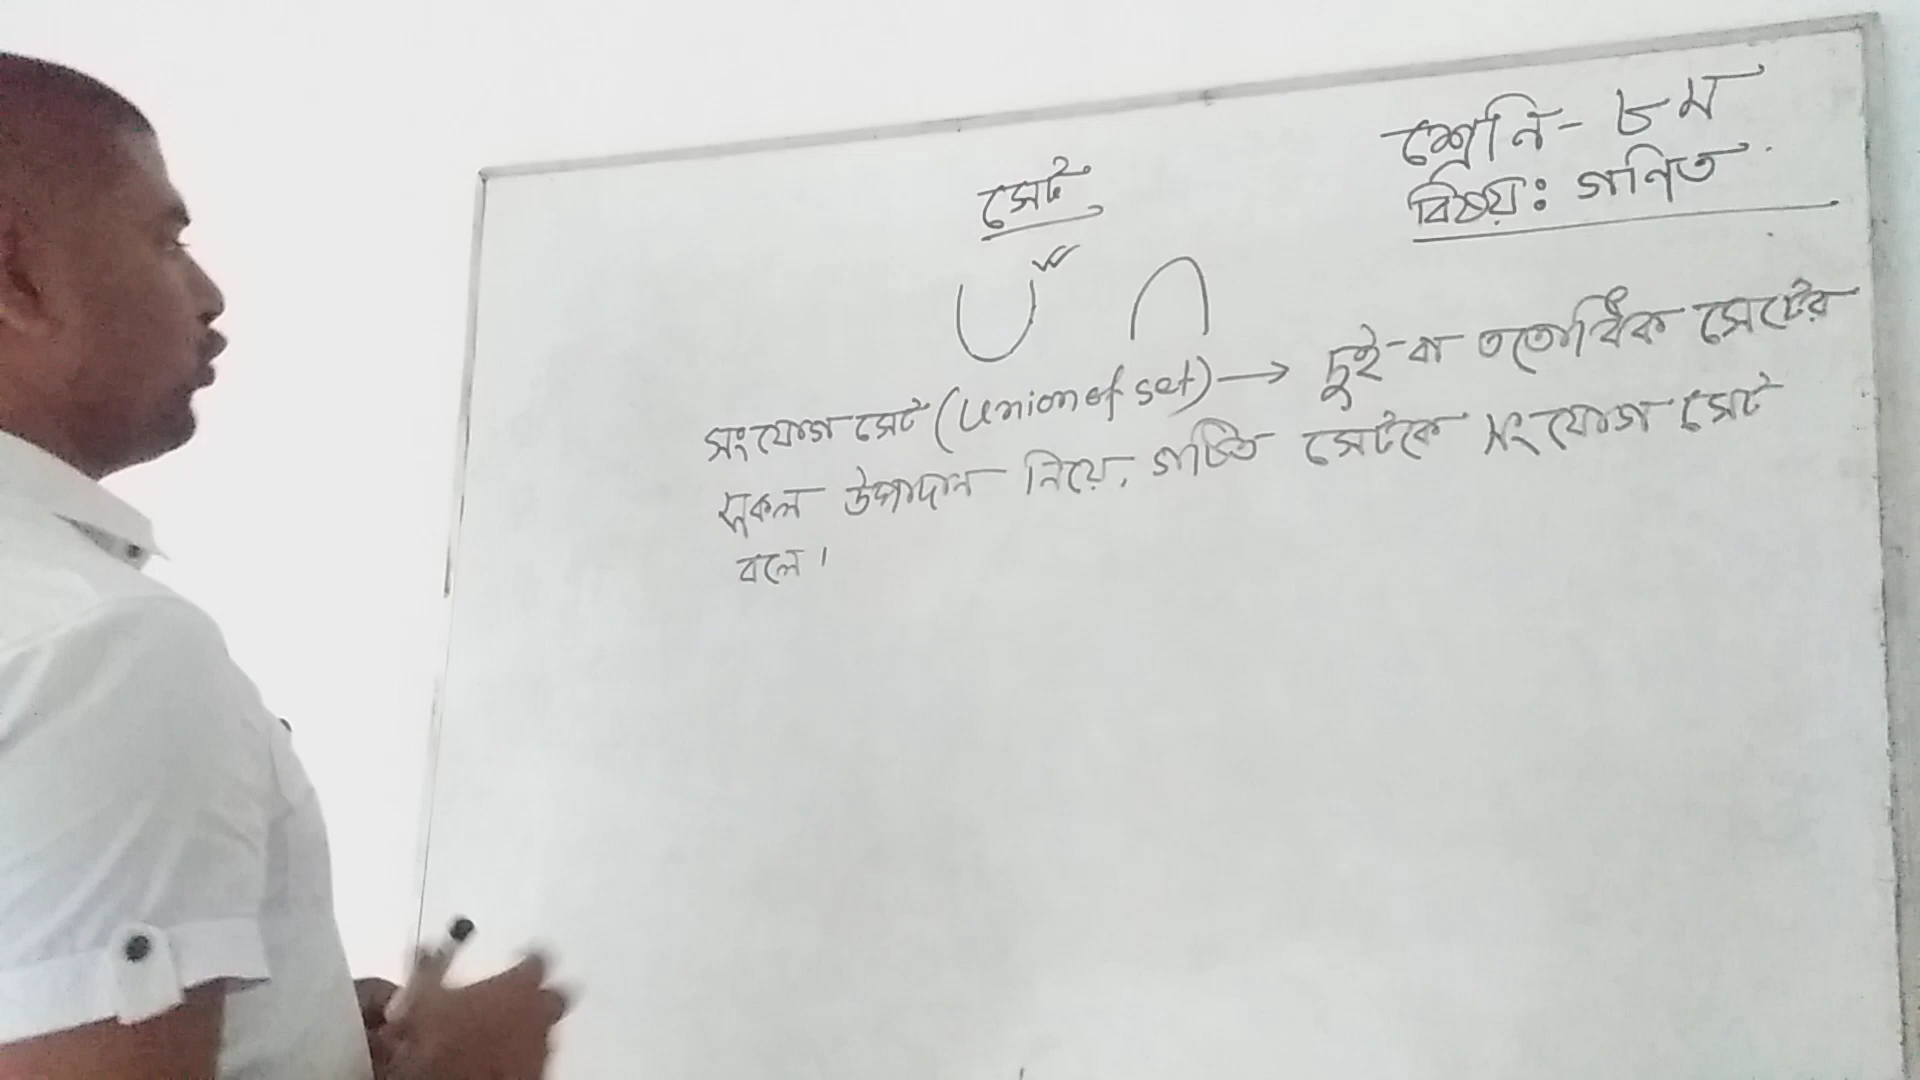 শ্রেনি - ৮ম
বিষয়ঃ গনিত
সেট
∪ ∩
সংযোগ সেট (Union of set) → দুই বা ততোর্ধিক সেটের
সকল উপাদান নিয়ে, গঠিত সেটকে সংযোগ সেট
বলে।